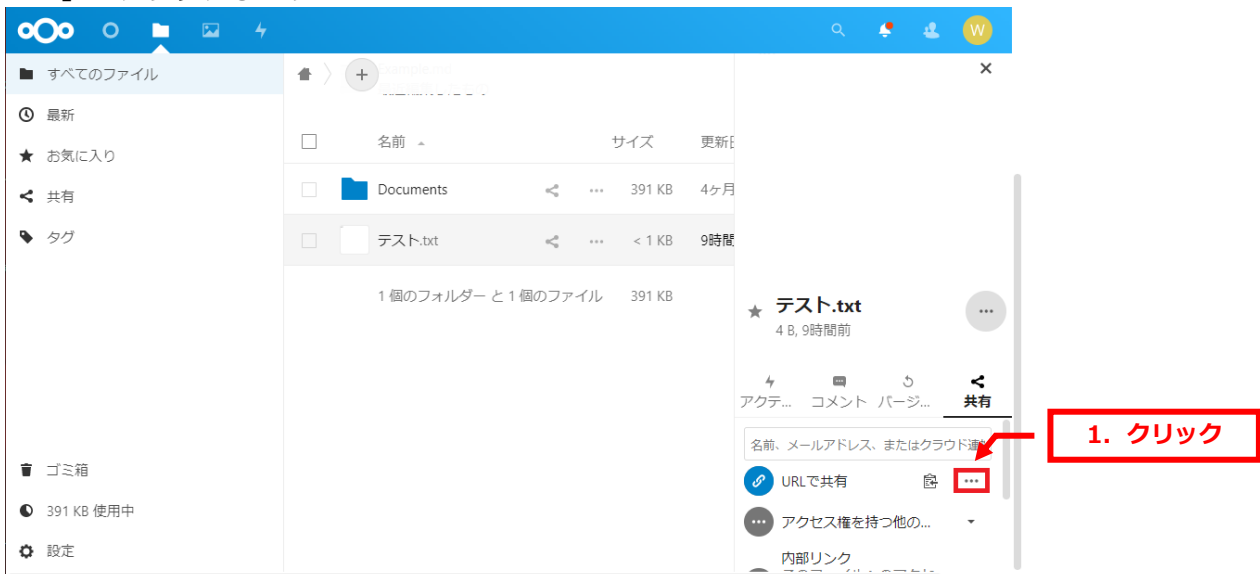 W
すべてのファイル
最新
お気に入り
共有
タグ
ゴミ箱
391 KB 使用中
設定
名前 サイズ 更新日
Documents 391 KB 4ヶ月
テスト.txt < 1 KB 9時間
1 個のフォルダー と 1 個のファイル 391 KB
テスト.txt
4 B, 9時間前
アクテ... コメント バージ... 共有
名前、メールアドレス、またはクラウド連
URLで共有
アクセス権を持つ他の...
内部リンク
1. クリック